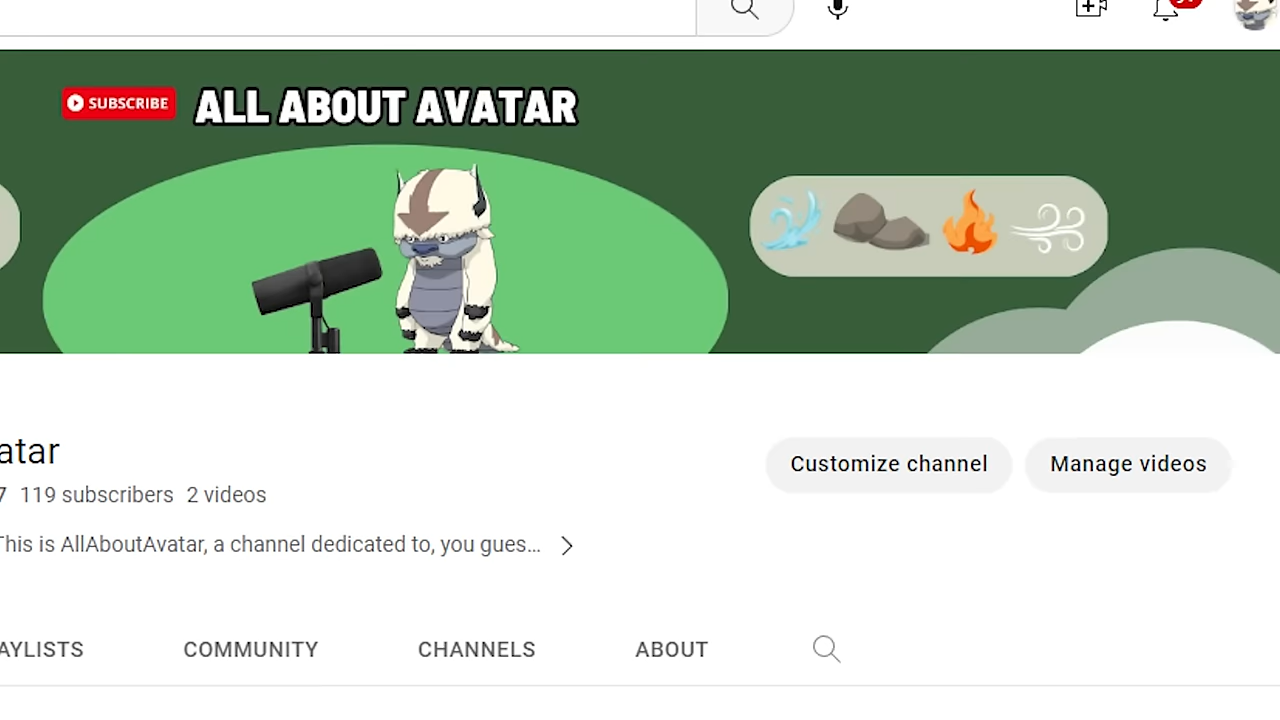 SUBSCRIBE
ALL ABOUT AVATAR
atar
7 119 subscribers 2 videos
Customize channel
Manage videos
This is AllAboutAvatar, a channel dedicated to, you gues...
AYLISTS
COMMUNITY
CHANNELS
ABOUT